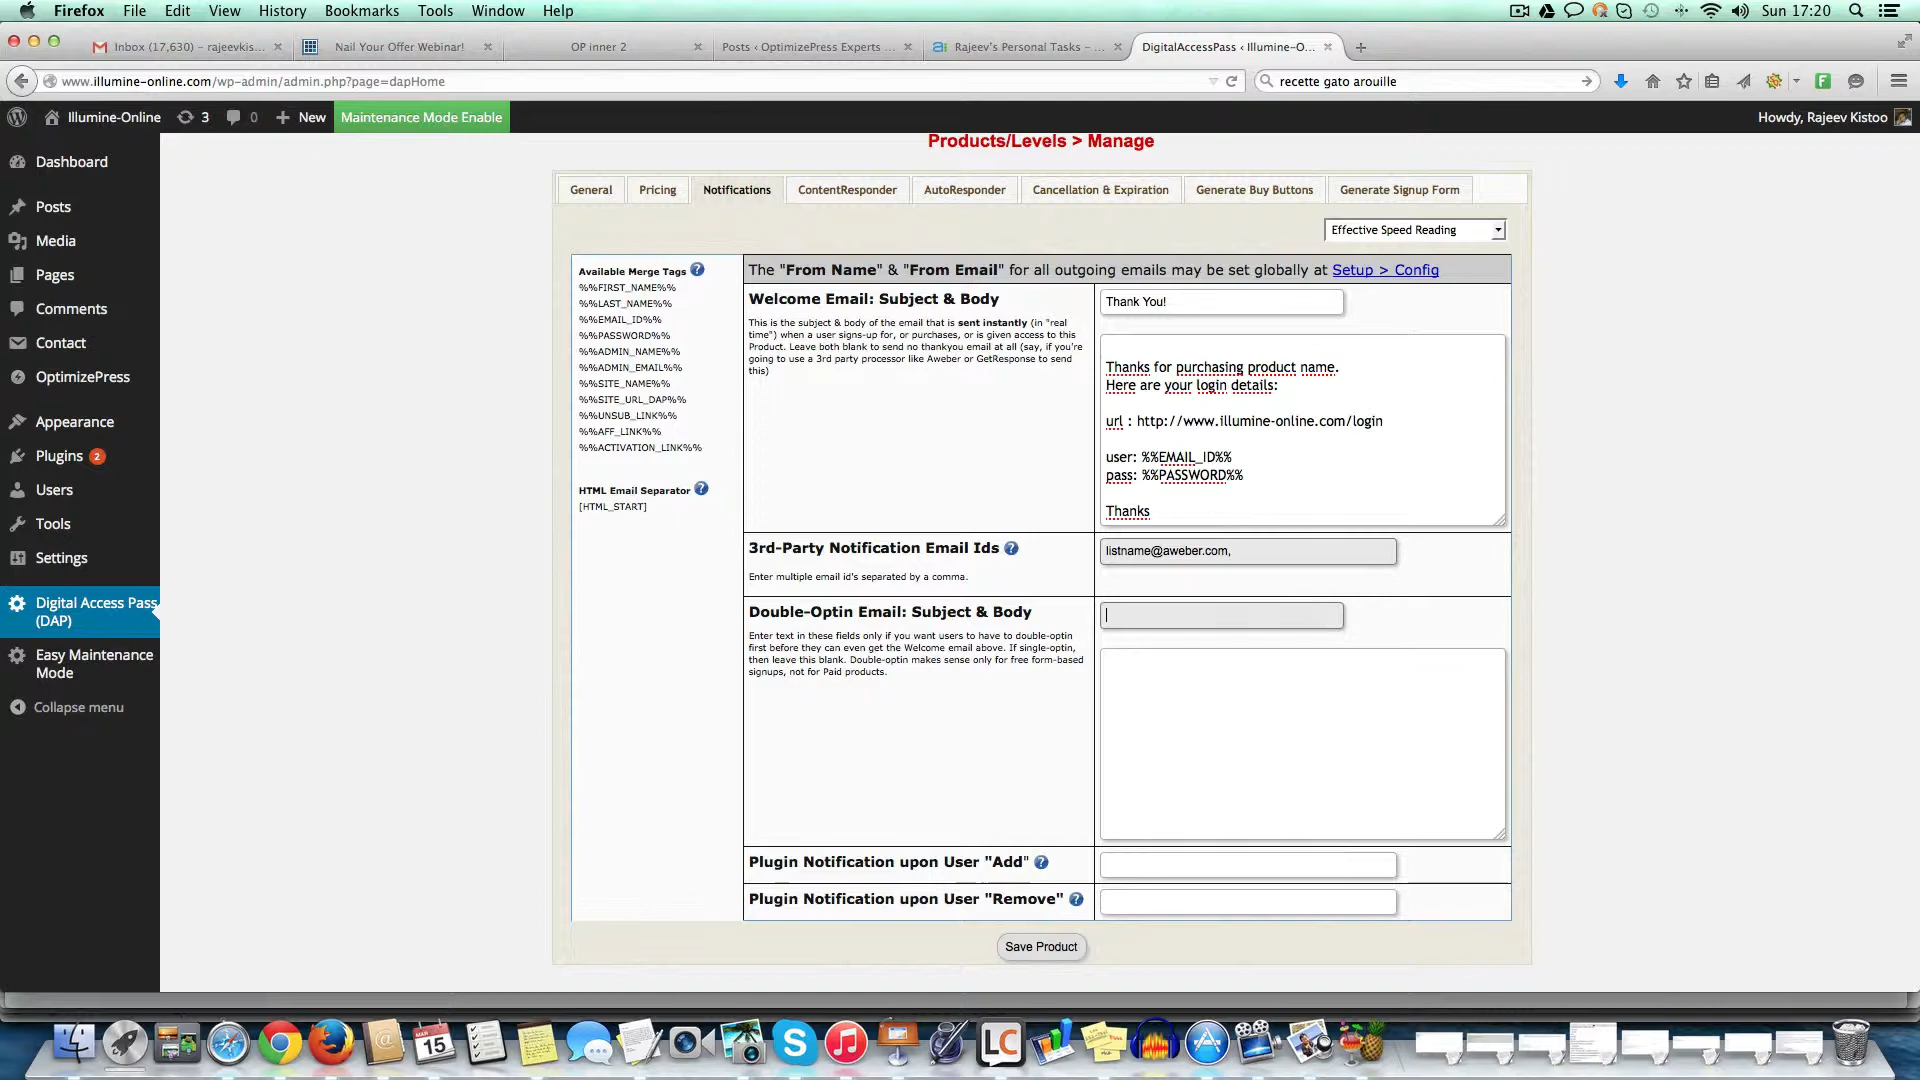 Firefox File Edit View History Bookmarks Tools Window Help Sun 17:20
Inbox (17,630) – rajeevkis... Nail Your Offer Webinar! OP inner 2 Posts ‹ OptimizePress Experts ... Rajeev's Personal Tasks – ... DigitalAccessPass ‹ Illumine-O...
www.illumine-online.com/wp-admin/admin.php?page=dapHome recette gato arouille
Illumine-Online 3 0 New Maintenance Mode Enable Howdy, Rajeev Kistoo
Dashboard
Posts
Media
Pages
Comments
Contact
OptimizePress
Appearance
Plugins 2
Users
Tools
Settings
Digital Access Pass
(DAP)
Easy Maintenance
Mode
Collapse menu
Products/Levels > Manage
General Pricing Notifications ContentResponder AutoResponder Cancellation & Expiration Generate Buy Buttons Generate Signup Form
Effective Speed Reading
Available Merge Tags ?
%%FIRST_NAME%%
%%LAST_NAME%%
%%EMAIL_ID%%
%%PASSWORD%%
%%ADMIN_NAME%%
%%ADMIN_EMAIL%%
%%SITE_NAME%%
%%SITE_URL_DAP%%
%%UNSUB_LINK%%
%%AFF_LINK%%
%%ACTIVATION_LINK%%
HTML Email Separator ?
[HTML_START]
The "From Name" & "From Email" for all outgoing emails may be set globally at Setup > Config
Welcome Email: Subject & Body
This is the subject & body of the email that is sent instantly (in "real
time") when a user signs-up for, or purchases, or is given access to this
Product. Leave both blank to send no thankyou email at all (say, if you're
going to use a 3rd party processor like Aweber or GetResponse to send
this)
Thank You!
Thanks for purchasing product name.
Here are your login details:
url : http://www.illumine-online.com/login
user: %%EMAIL_ID%%
pass: %%PASSWORD%%
Thanks
3rd-Party Notification Email Ids ?
Enter multiple email id's separated by a comma.
listname@aweber.com,
Double-Optin Email: Subject & Body
Enter text in these fields only if you want users to have to double-optin
first before they can even get the Welcome email above. If single-optin,
then leave this blank. Double-optin makes sense only for free form-based
signups, not for Paid products.
Plugin Notification upon User "Add" ?
Plugin Notification upon User "Remove" ?
Save Product
MAR
15
LC